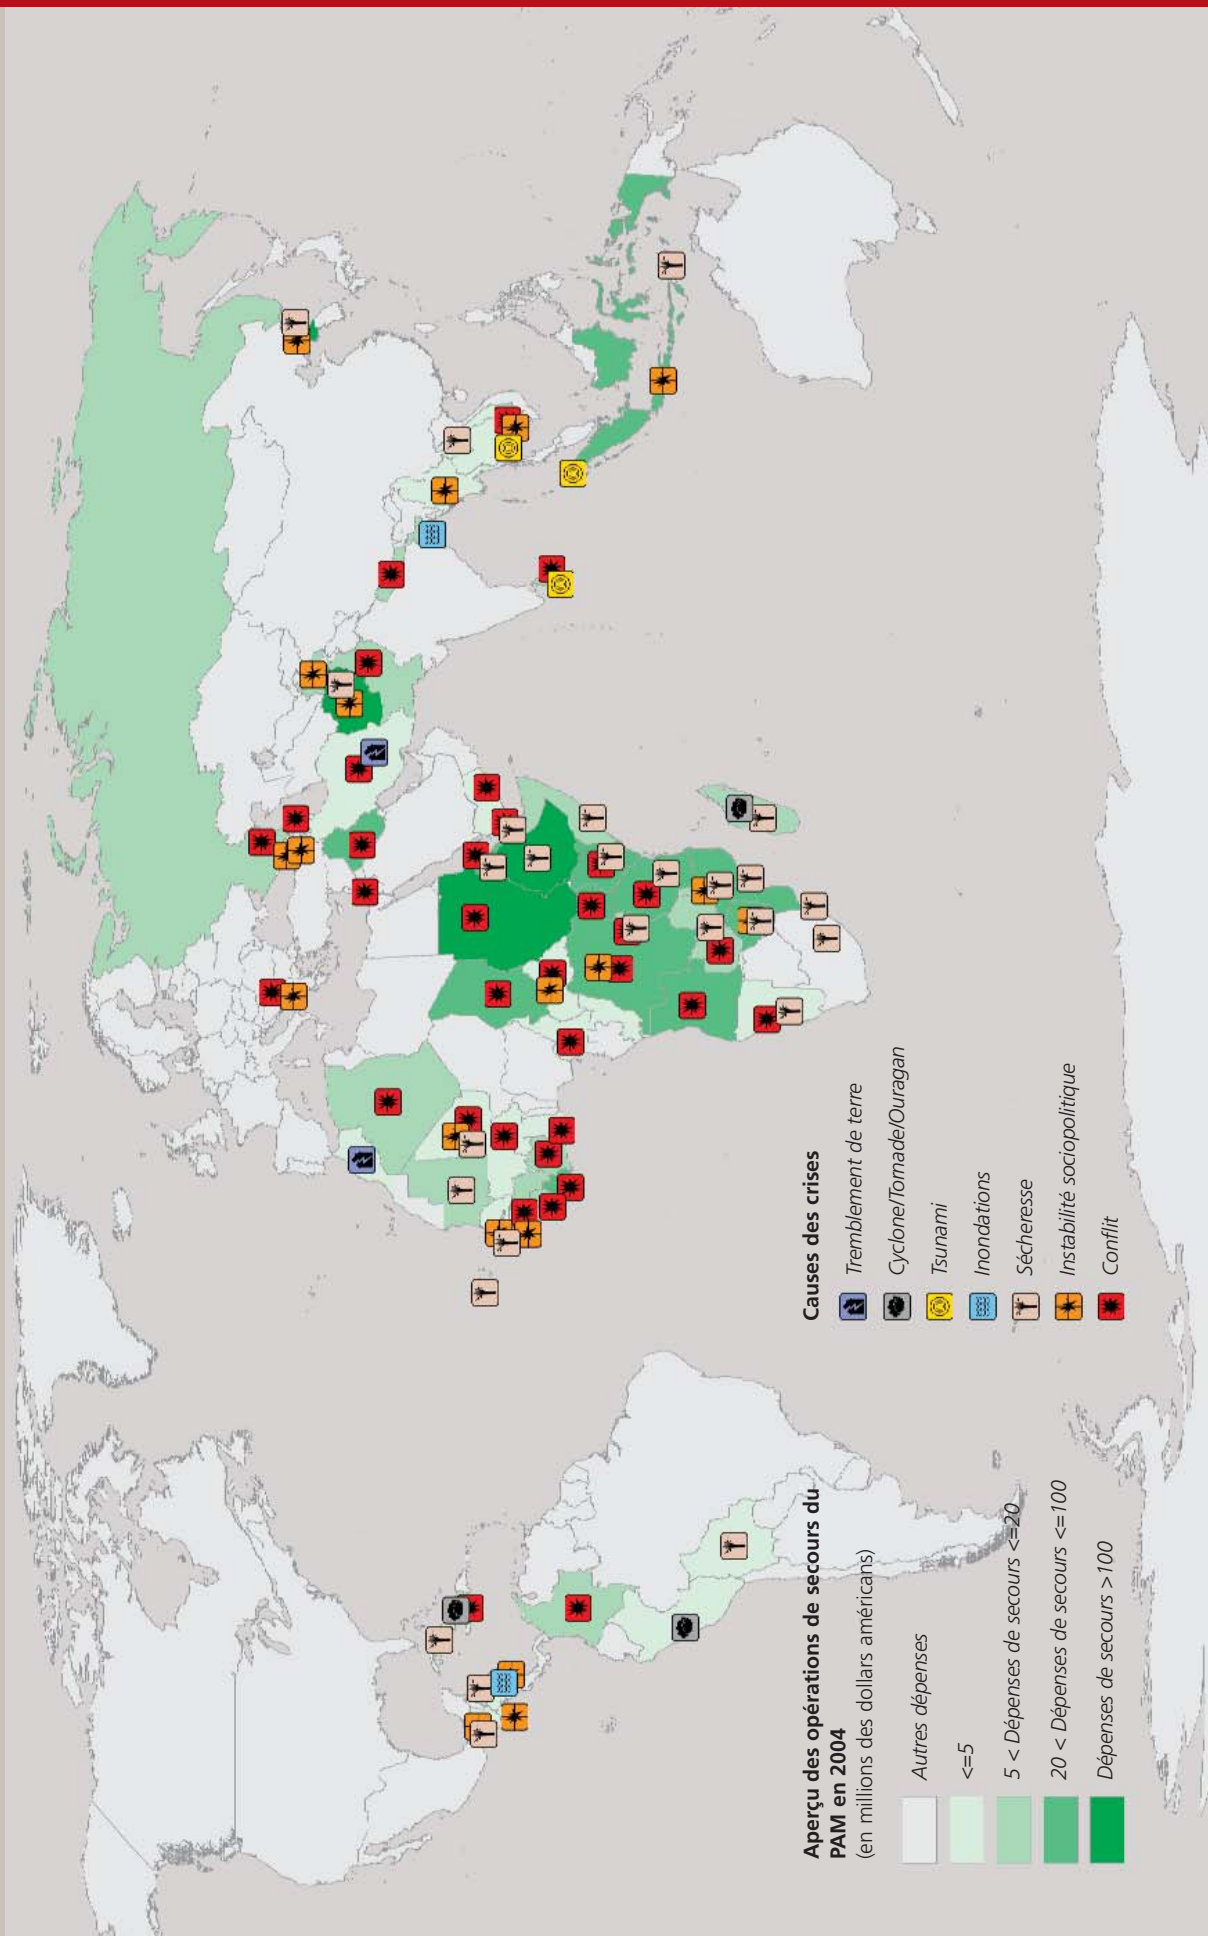 Aperçu des opérations de secours du
PAM en 2004
(en millions des dollars américans)
Autres dépenses
<=5
5 < Dépenses de secours <=20
20 < Dépenses de secours <=100
Dépenses de secours >100
Causes des crises
Tremblement de terre
Cyclone/Tornade/Ouragan
Tsunami
Inondations
Sécheresse
Instabilité sociopolitique
Conflit